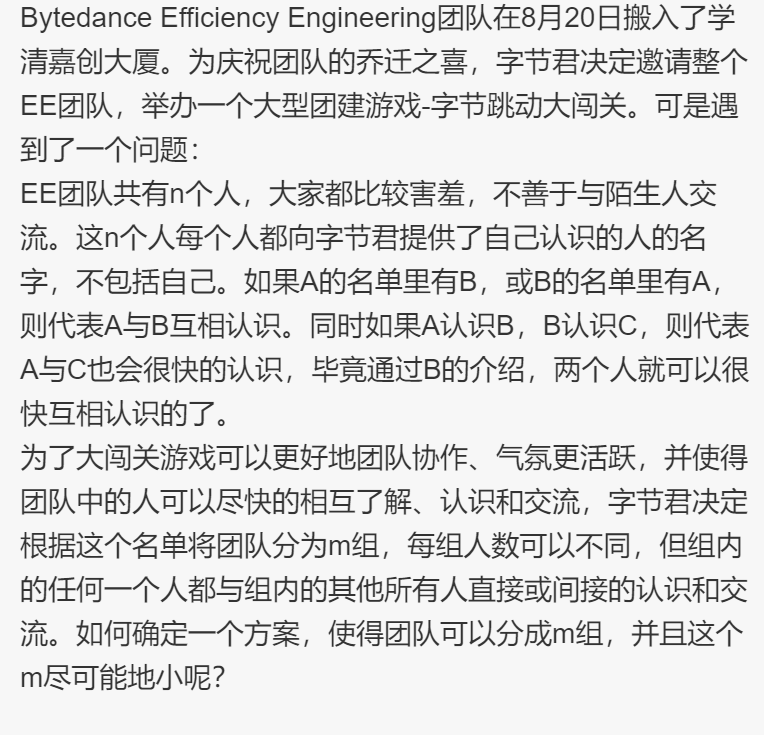 Bytedance Efficiency Engineering团队在8月20日搬入了学
清嘉创大厦。为庆祝团队的乔迁之喜，字节君决定邀请整个
EE团队，举办一个大型团建游戏-字节跳动大闯关。可是遇
到了一个问题：
EE团队共有n个人，大家都比较害羞，不善于与陌生人交
流。这n个人每个人都向字节君提供了自己认识的人的名
字，不包括自己。如果A的名单里有B，或B的名单里有A，
则代表A与B互相认识。同时如果A认识B，B认识C，则代表
A与C也会很快的认识，毕竟通过B的介绍，两个人就可以很
快互相认识的了。
为了大闯关游戏可以更好地团队协作、气氛更活跃，并使得
团队中的人可以尽快的相互了解、认识和交流，字节君决定
根据这个名单将团队分为m组，每组人数可以不同，但组内
的任何一个人都与组内的其他所有人直接或间接的认识和交
流。如何确定一个方案，使得团队可以分成m组，并且这个
m尽可能地小呢？